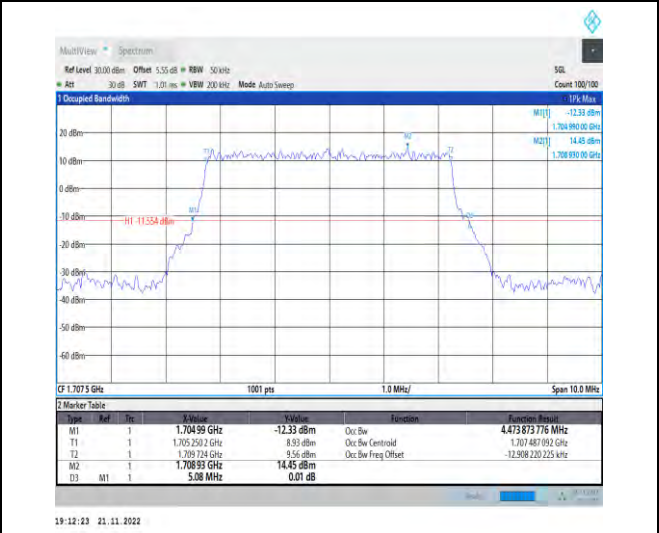 MultiView Spectrum
Ref Level 30.00 dBm Offset 5.55 dB RBW 50 kHz SGL
Att 30 dB SWT 1.01 ms VBW 200 kHz Mode Auto Sweep Count 100/100
1 Occupied Bandwidth 1Pk Max
M1[1] -12.33 dBm
1.704 990 00 GHz
20 dBm
M2[1] 14.45 dBm
1.708 930 00 GHz
T1 M2 T2
10 dBm
0 dBm
-10 dBm M1
H1 -11.554 dBm
-20 dBm
-30 dBm
-40 dBm
-50 dBm
-60 dBm
CF 1.707 5 GHz 1001 pts 1.0 MHz/ Span 10.0 MHz
2 Marker Table
Type Ref Trc X-Value Y-Value Function Function Result
M1 1 1.704 99 GHz -12.33 dBm Occ Bw 4.473 873 776 MHz
T1 1 1.705 250 2 GHz 8.93 dBm Occ Bw Centroid 1.707 487 092 GHz
T2 1 1.709 724 GHz 9.56 dBm Occ Bw Freq Offset -12.908 220 225 kHz
M2 1 1.708 93 GHz 14.45 dBm
D3 M1 1 5.08 MHz 0.01 dB
19:12:23 21.11.2022